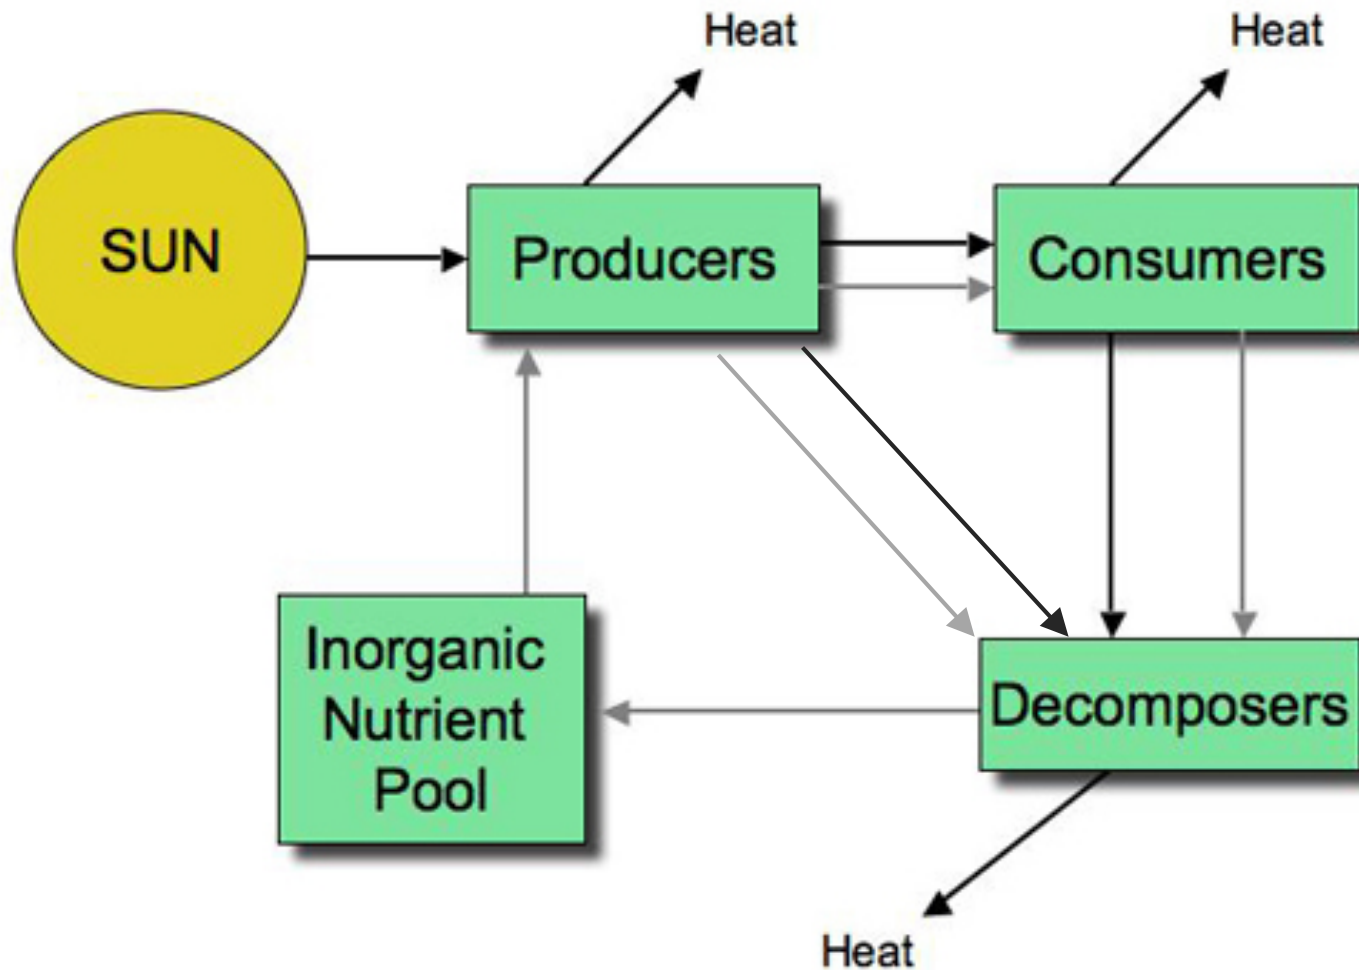 Heat
Heat
SUN
Producers
Consumers
Inorganic
Nutrient
Pool
Decomposers
Heat